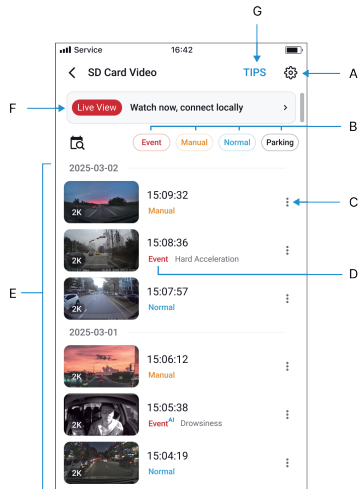 G
Service 16:42
SD Card Video TIPS
A
F
Live View Watch now, connect locally
B
Event Manual Normal Parking
2025-03-02
15:09:32
2K Manual
C
15:08:36
2K Event Hard Acceleration
D
E
15:07:57
2K Normal
2025-03-01
15:06:12
2K Manual
15:05:38
2K Event AI Drowsiness
15:04:19
2K Normal